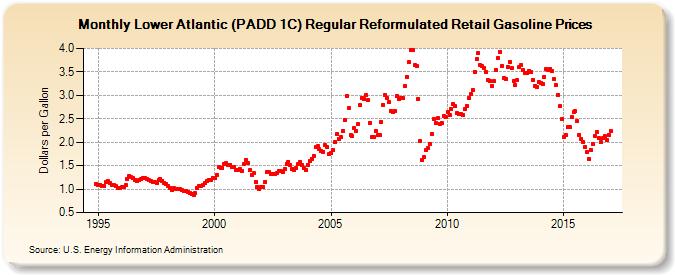 Monthly Lower Atlantic (PADD 1C) Regular Reformulated Retail Gasoline Prices
Dollars per Gallon
4.0
3.5
3.0
2.5
2.0
1.5
1.0
0.5
1995 2000 2005 2010 2015
Source: U.S. Energy Information Administration